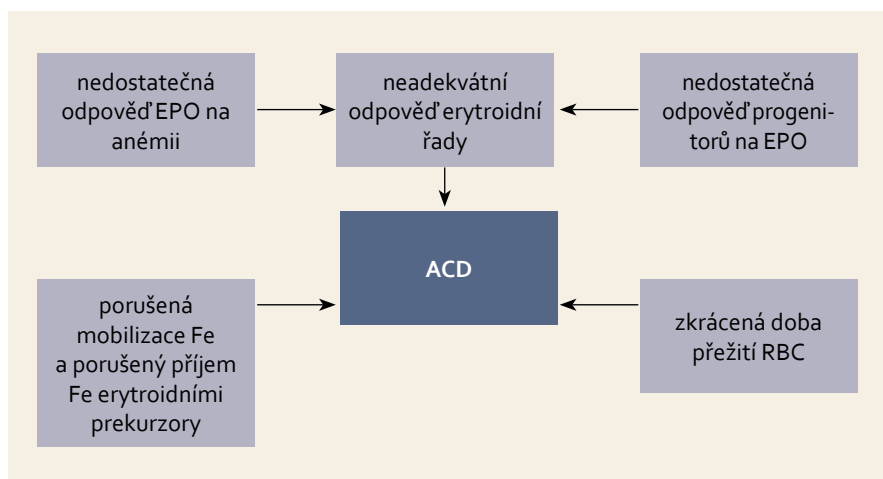 nedostatečná
odpověď EPO na
anémii
neadekvátní
odpověď erytroidní
řady
nedostatečná
odpověď progeni-
torů na EPO
ACD
porušená
mobilizace Fe
a porušený příjem
Fe erytroidními
prekurzory
zkrácená doba
přežití RBC